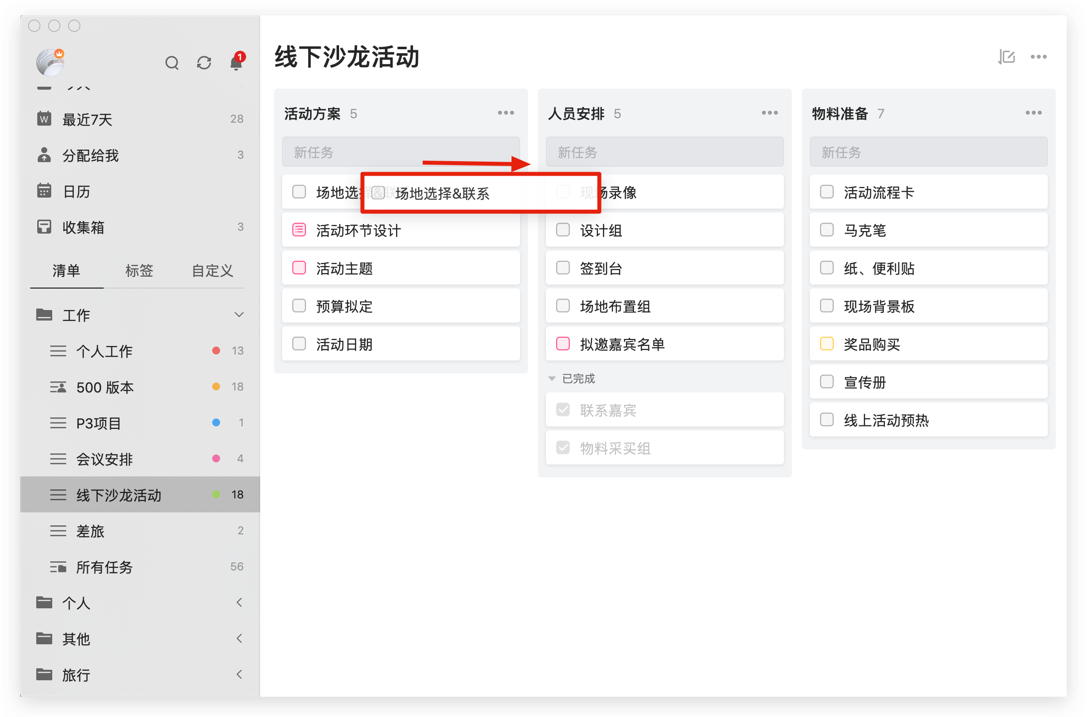 1
最近7天 28
分配给我 3
日历
收集箱 3
清单 标签 自定义
工作
个人工作 13
500 版本 18
P3项目 1
会议安排 4
线下沙龙活动 18
差旅 2
所有任务 56
个人
其他
旅行
线下沙龙活动
活动方案 5
新任务
场地选
场地选择&联系
活动环节设计
活动主题
预算拟定
活动日期
人员安排 5
新任务
现场录像
设计组
签到台
场地布置组
拟邀嘉宾名单
已完成
联系嘉宾
物料采买组
物料准备 7
新任务
活动流程卡
马克笔
纸、便利贴
现场背景板
奖品购买
宣传册
线上活动预热